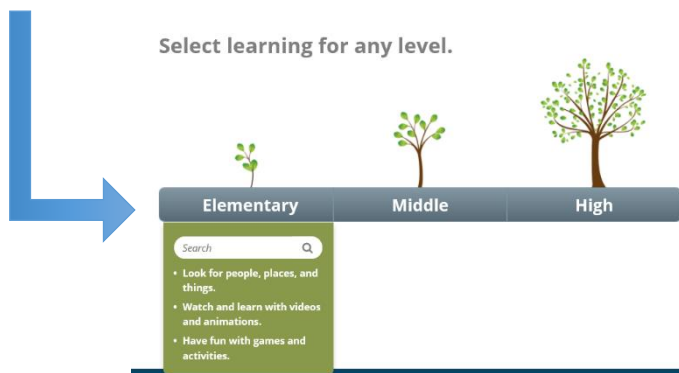 Select learning for any level.
Elementary Middle High
Search
• Look for people, places, and
things.
• Watch and learn with videos
and animations.
• Have fun with games and
activities.